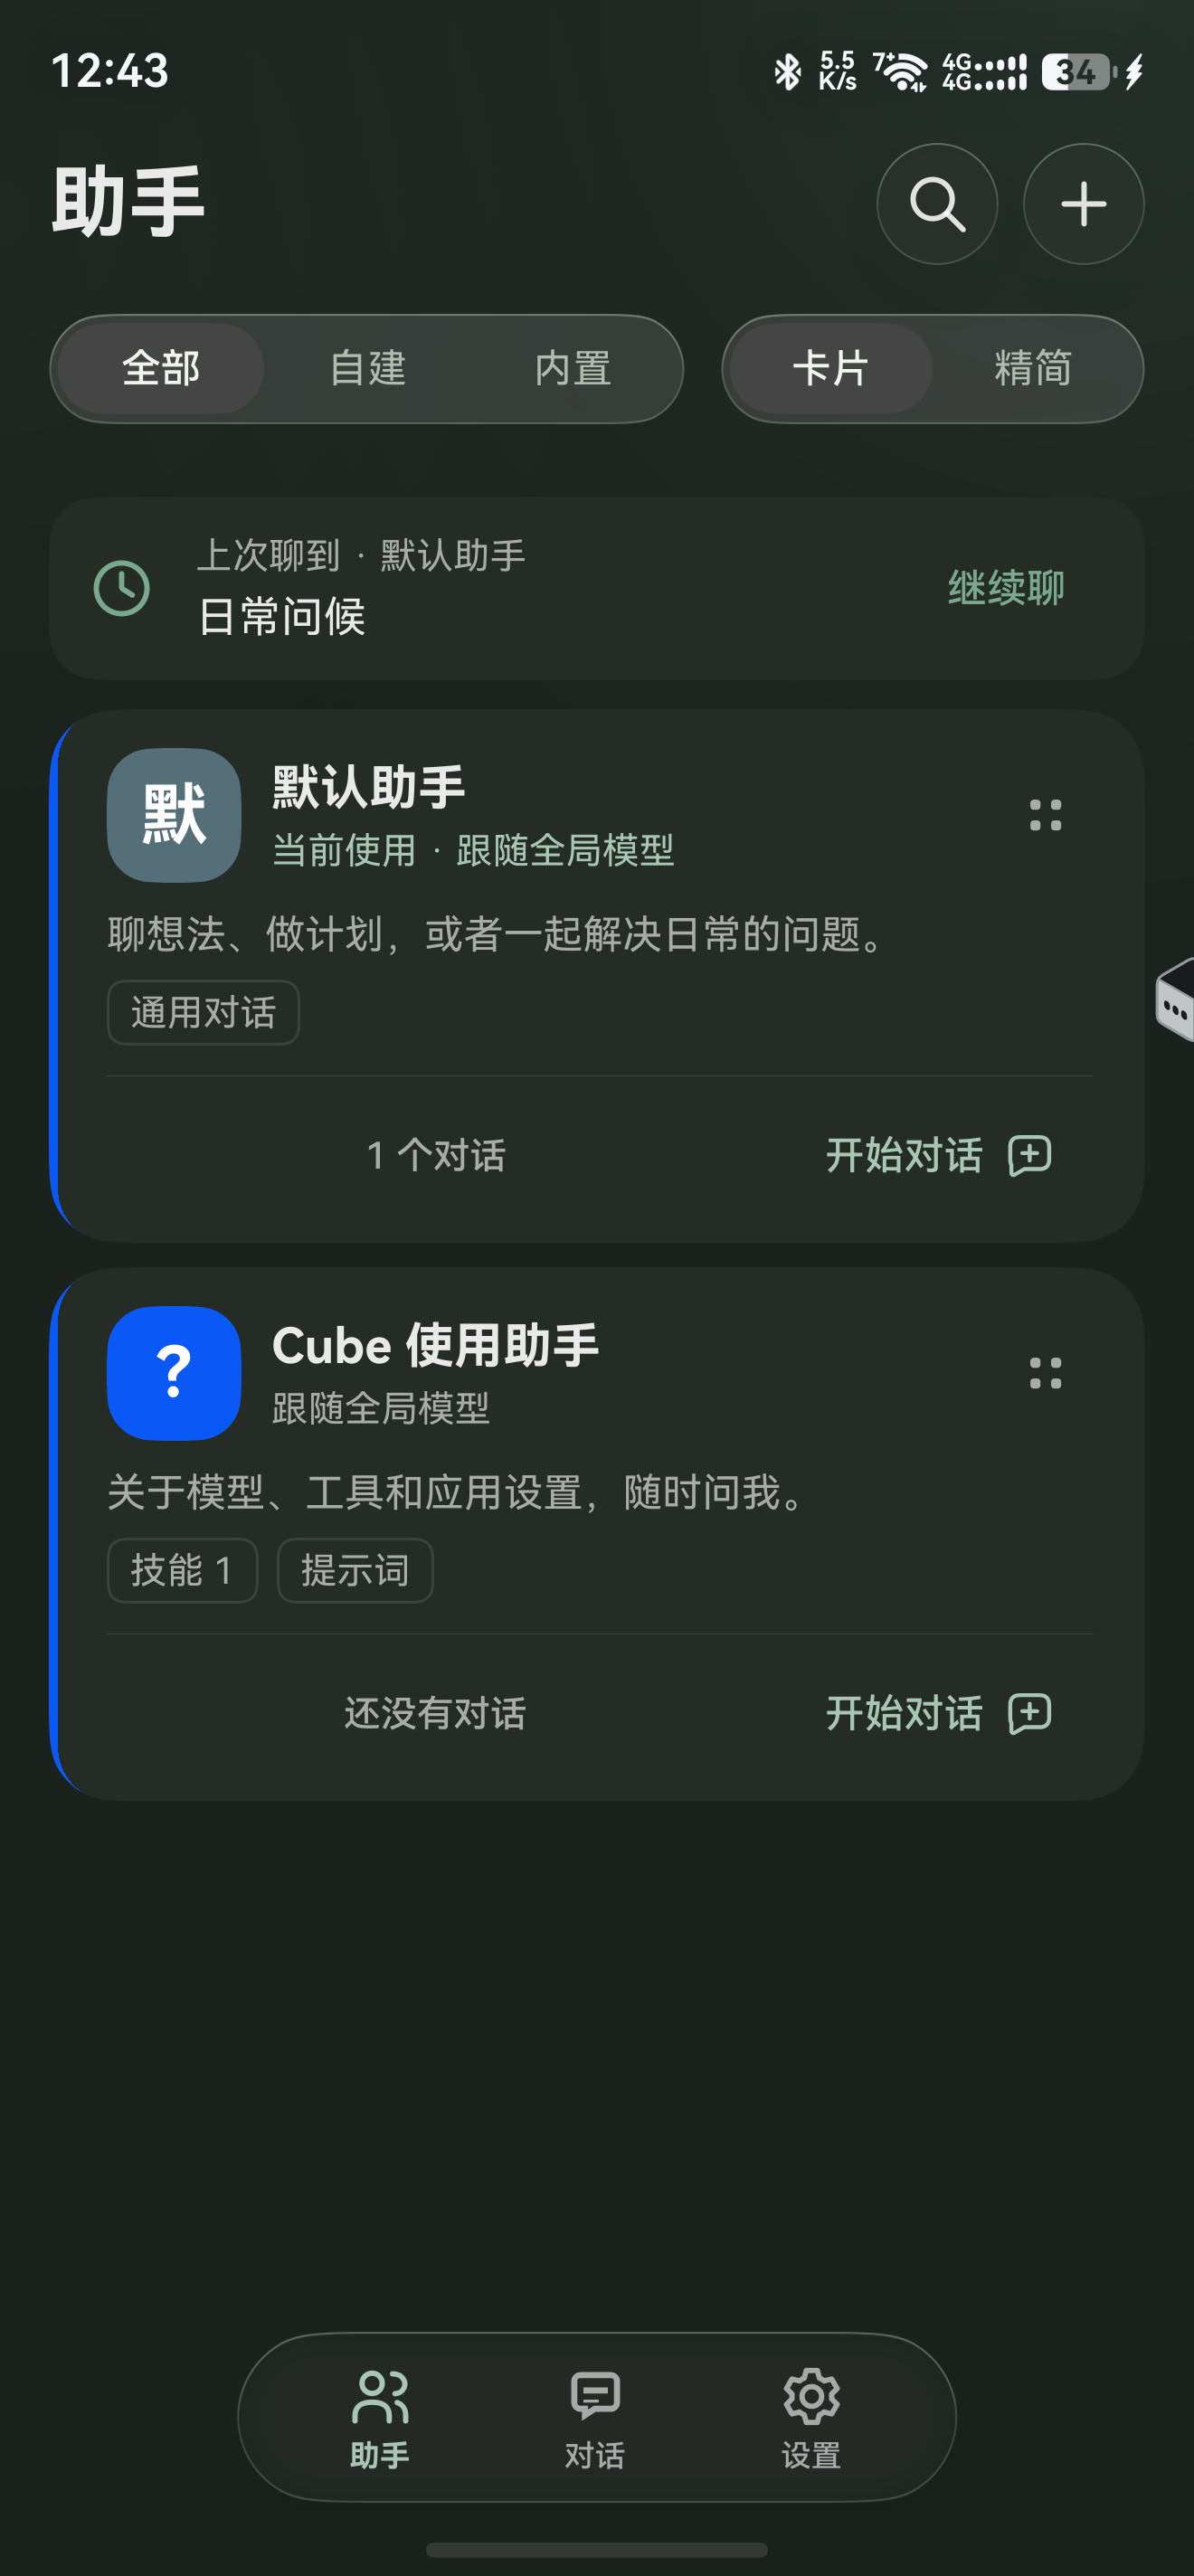 12:43
5.5 K/s
7+
4G
4G
34
助手
全部 自建 内置 卡片 精简
上次聊到 · 默认助手
日常问候
继续聊
默
默认助手
当前使用 · 跟随全局模型
聊想法、做计划，或者一起解决日常的问题。
通用对话
1 个对话 开始对话
?
Cube 使用助手
跟随全局模型
关于模型、工具和应用设置，随时问我。
技能 1 提示词
还没有对话 开始对话
助手 对话 设置